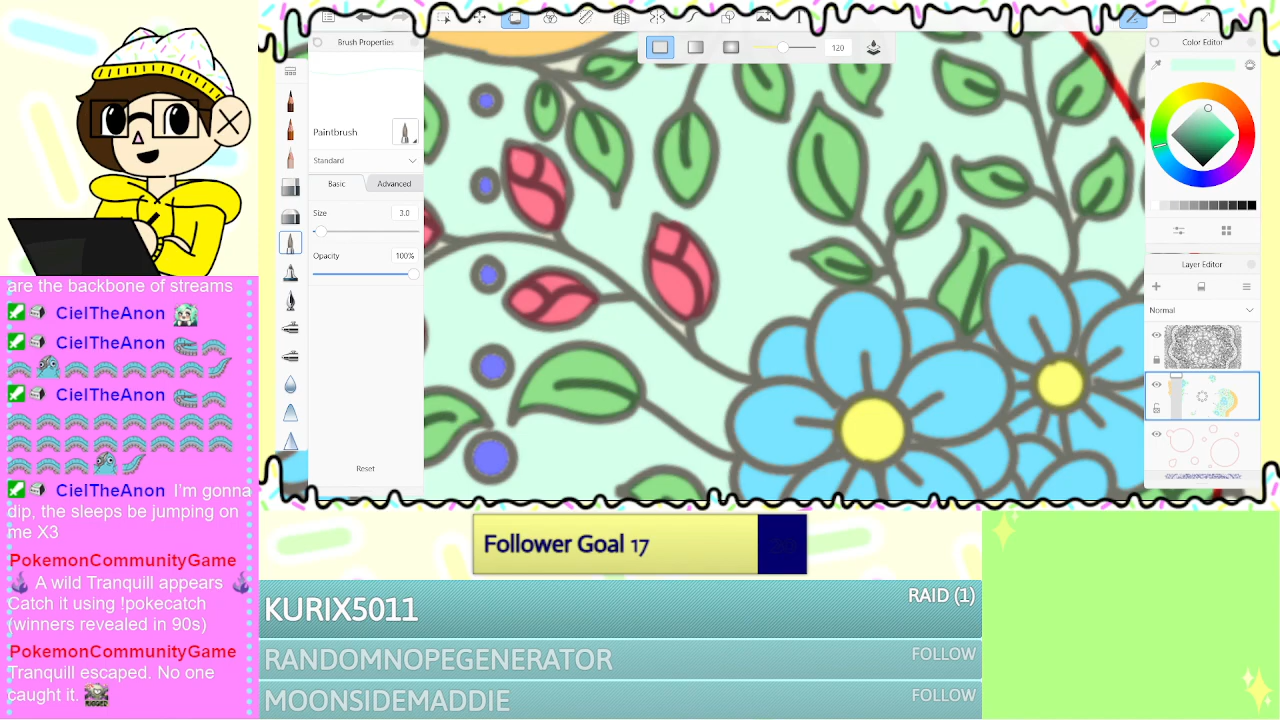 Brush Properties
120
Color Editor
Paintbrush
Standard
Basic
Advanced
Size
3.0
Opacity
100%
Reset
Layer Editor
Normal
are the backbone of streams
CielTheAnon
CielTheAnon
CielTheAnon
CielTheAnon I'm gonna
dip, the sleeps be jumping on
me X3
PokemonCommunityGame
A wild Tranquill appears
Catch it using !pokecatch
(winners revealed in 90s)
PokemonCommunityGame
Tranquill escaped. No one
caught it.
Follower Goal 17
KURIX5011
RAID (1)
RANDOMNOPEGENERATOR
FOLLOW
MOONSIDEMADDIE
FOLLOW